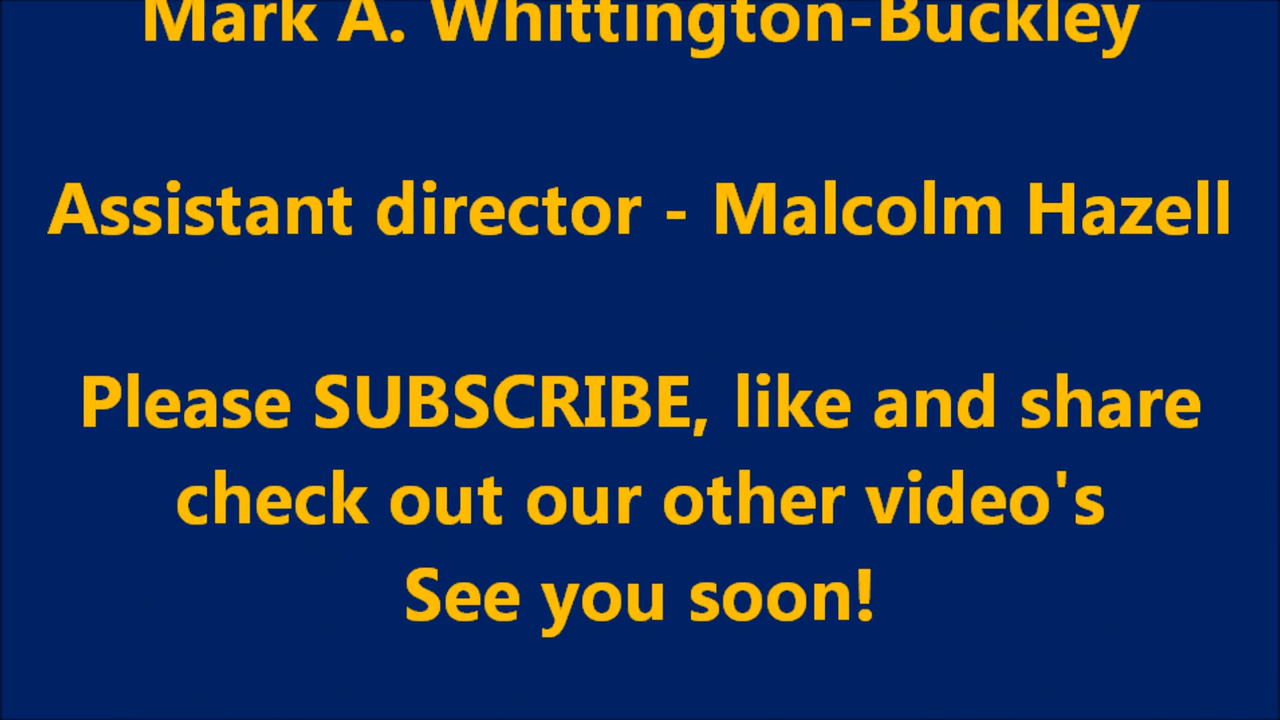 Mark A. Whittington-Buckley
Assistant director - Malcolm Hazell
Please SUBSCRIBE, like and share
check out our other video's
See you soon!